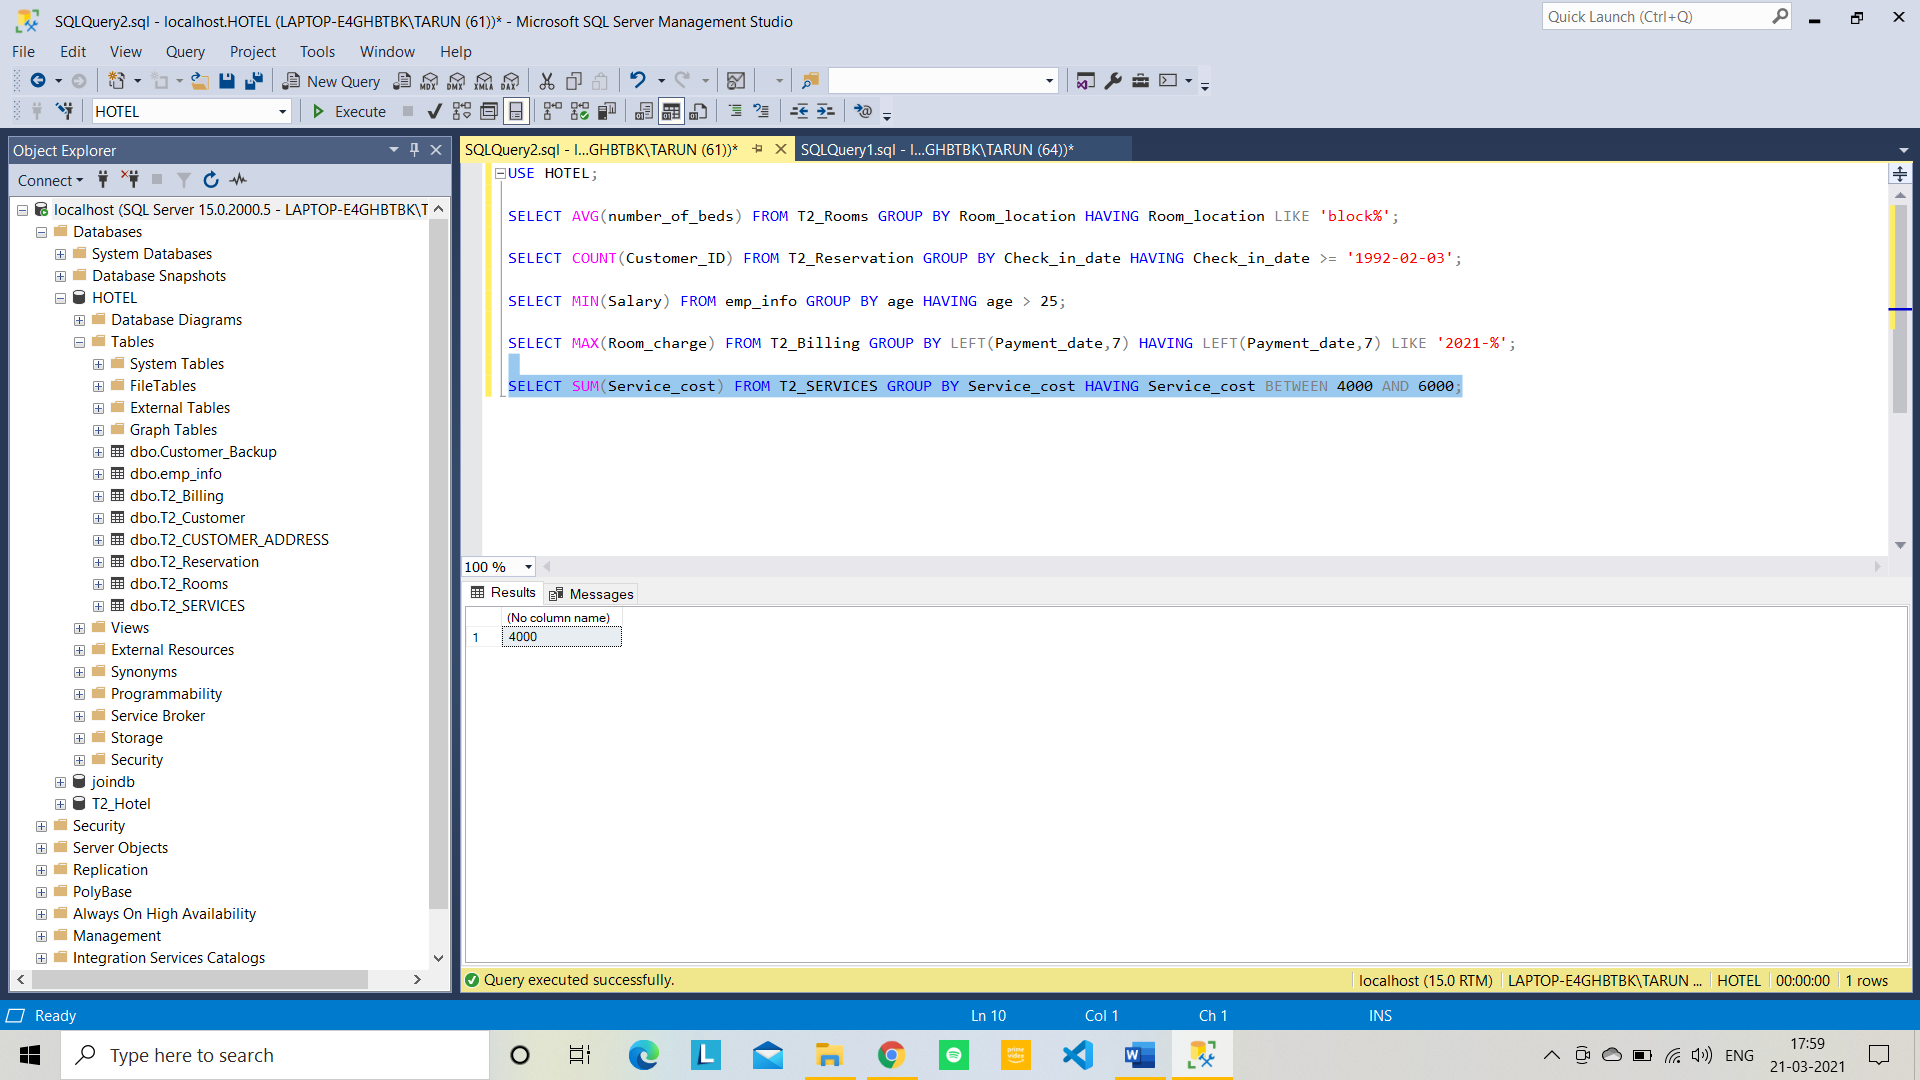 SQLQuery2.sql - localhost.HOTEL (LAPTOP-E4GHBTBK\TARUN (61))* - Microsoft SQL Server Management Studio
Quick Launch (Ctrl+Q)
File Edit View Query Project Tools Window Help
New Query MDX DMX XMLA DAX
HOTEL Execute
Object Explorer
Connect
localhost (SQL Server 15.0.2000.5 - LAPTOP-E4GHBTBK\T
Databases
System Databases
Database Snapshots
HOTEL
Database Diagrams
Tables
System Tables
FileTables
External Tables
Graph Tables
dbo.Customer_Backup
dbo.emp_info
dbo.T2_Billing
dbo.T2_Customer
dbo.T2_CUSTOMER_ADDRESS
dbo.T2_Reservation
dbo.T2_Rooms
dbo.T2_SERVICES
Views
External Resources
Synonyms
Programmability
Service Broker
Storage
Security
joindb
T2_Hotel
Security
Server Objects
Replication
PolyBase
Always On High Availability
Management
Integration Services Catalogs
SQLQuery2.sql - l...GHBTBK\TARUN (61))* SQLQuery1.sql - l...GHBTBK\TARUN (64))*
USE HOTEL;
SELECT AVG(number_of_beds) FROM T2_Rooms GROUP BY Room_location HAVING Room_location LIKE 'block%';
SELECT COUNT(Customer_ID) FROM T2_Reservation GROUP BY Check_in_date HAVING Check_in_date >= '1992-02-03';
SELECT MIN(Salary) FROM emp_info GROUP BY age HAVING age > 25;
SELECT MAX(Room_charge) FROM T2_Billing GROUP BY LEFT(Payment_date,7) HAVING LEFT(Payment_date,7) LIKE '2021-%';
SELECT SUM(Service_cost) FROM T2_SERVICES GROUP BY Service_cost HAVING Service_cost BETWEEN 4000 AND 6000;
100 %
Results Messages
(No column name)
1 4000
Query executed successfully. localhost (15.0 RTM) LAPTOP-E4GHBTBK\TARUN ... HOTEL 00:00:00 1 rows
Ready Ln 10 Col 1 Ch 1 INS
Type here to search
L
prime video
W
ENG
17:59
21-03-2021